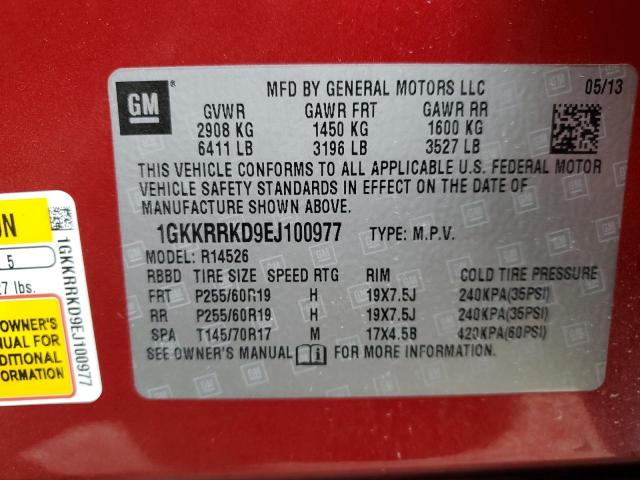 GM
MFD BY GENERAL MOTORS LLC 05/13
GVWR GAWR FRT GAWR RR
2908 KG 1450 KG 1600 KG
6411 LB 3196 LB 3527 LB
THIS VEHICLE CONFORMS TO ALL APPLICABLE U.S. FEDERAL MOTOR
VEHICLE SAFETY STANDARDS IN EFFECT ON THE DATE OF
MANUFACTURE SHOWN ABOVE.
1GKKRRKD9EJ100977 TYPE: M.P.V.
MODEL: R14526
RBBD TIRE SIZE SPEED RTG RIM COLD TIRE PRESSURE
FRT P255/60R19 H 19X7.5J 240KPA(35PSI)
RR P255/60R19 H 19X7.5J 240KPA(35PSI)
SPA T145/70R17 M 17X4.5B 420KPA(60PSI)
SEE OWNER'S MANUAL i FOR MORE INFORMATION.
5
lbs.
OWNER'S
MANUAL FOR
INFORMATION
1GKKRRKD9EJ100977